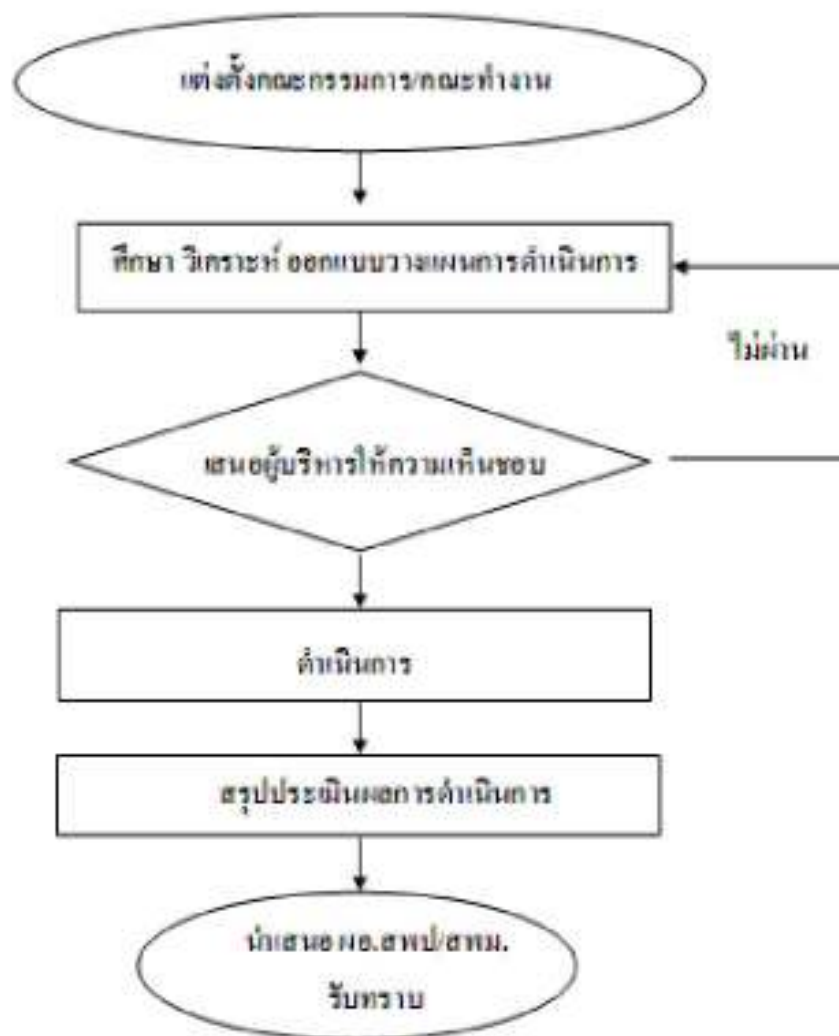 แต่งตั้งคณะกรรมการ/คณะทำงาน
ศึกษา วิเคราะห์ ออกแบบวางแผนการดำเนินการ
ไม่ผ่าน
เสนอผู้บริหารให้ความเห็นชอบ
ดำเนินการ
สรุปประเมินผลการดำเนินการ
นำเสนอ ผอ.สพป/สพม.
รับทราบ